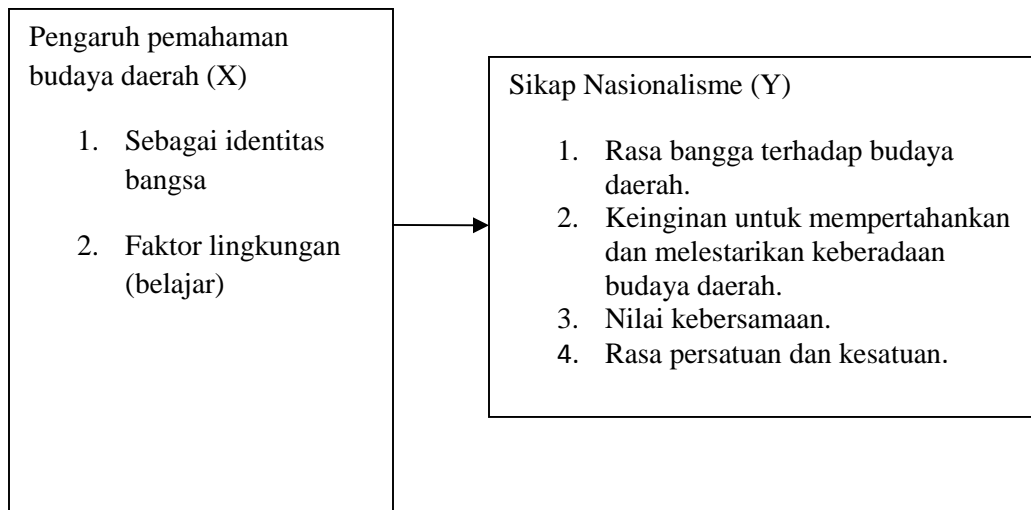 Pengaruh pemahaman
budaya daerah (X)
1. Sebagai identitas
bangsa
2. Faktor lingkungan
(belajar)
Sikap Nasionalisme (Y)
1. Rasa bangga terhadap budaya
daerah.
2. Keinginan untuk mempertahankan
dan melestarikan keberadaan
budaya daerah.
3. Nilai kebersamaan.
4. Rasa persatuan dan kesatuan.